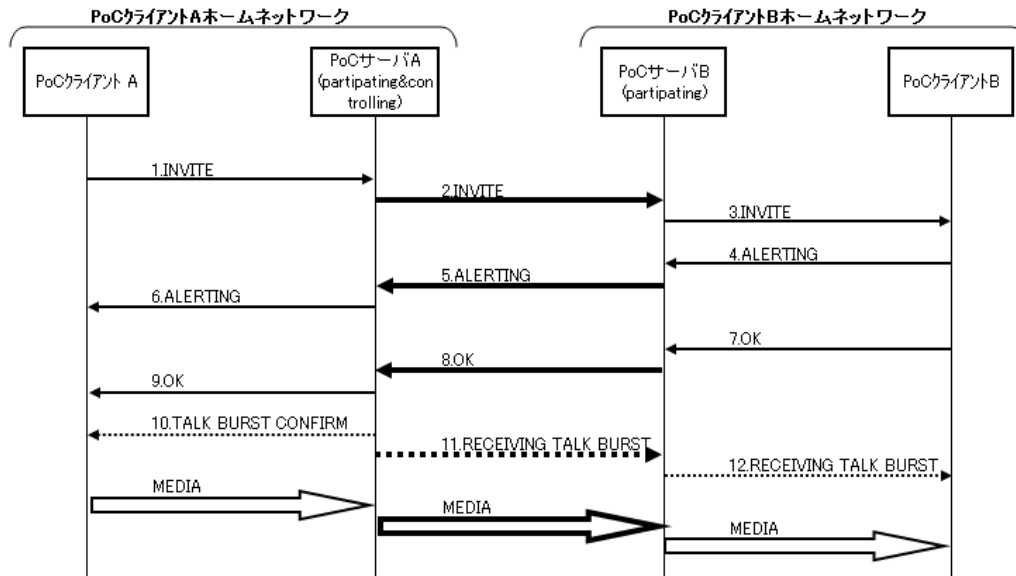 PoCクライアントAホームネットワーク
PoCクライアントBホームネットワーク
PoCクライアント A
PoCサーバA
(partipating&con
trolling)
PoCサーバB
(partipating)
PoCクライアントB
1.INVITE
2.INVITE
3.INVITE
4.ALERTING
5.ALERTING
6.ALERTING
7.OK
8.OK
9.OK
10.TALK BURST CONFIRM
11.RECEIVING TALK BURST
12.RECEIVING TALK BURST
MEDIA
MEDIA
MEDIA